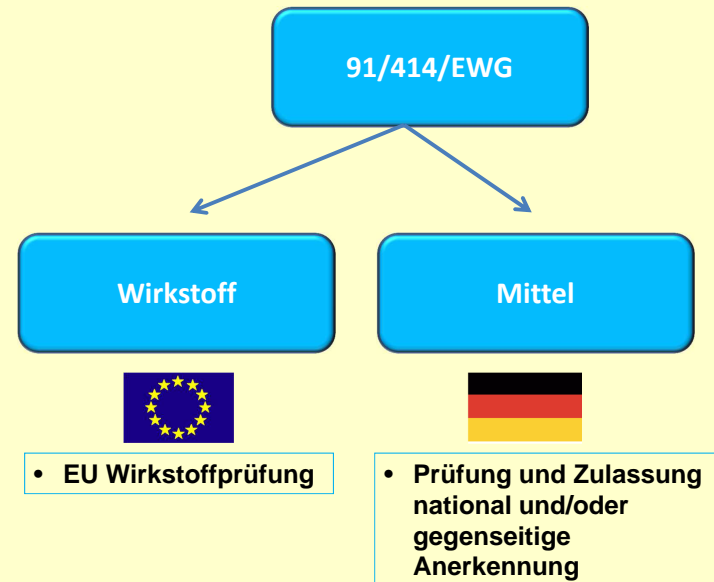 91/414/EWG
Wirkstoff
Mittel
• EU Wirkstoffprüfung
• Prüfung und Zulassung
national und/oder
gegenseitige
Anerkennung